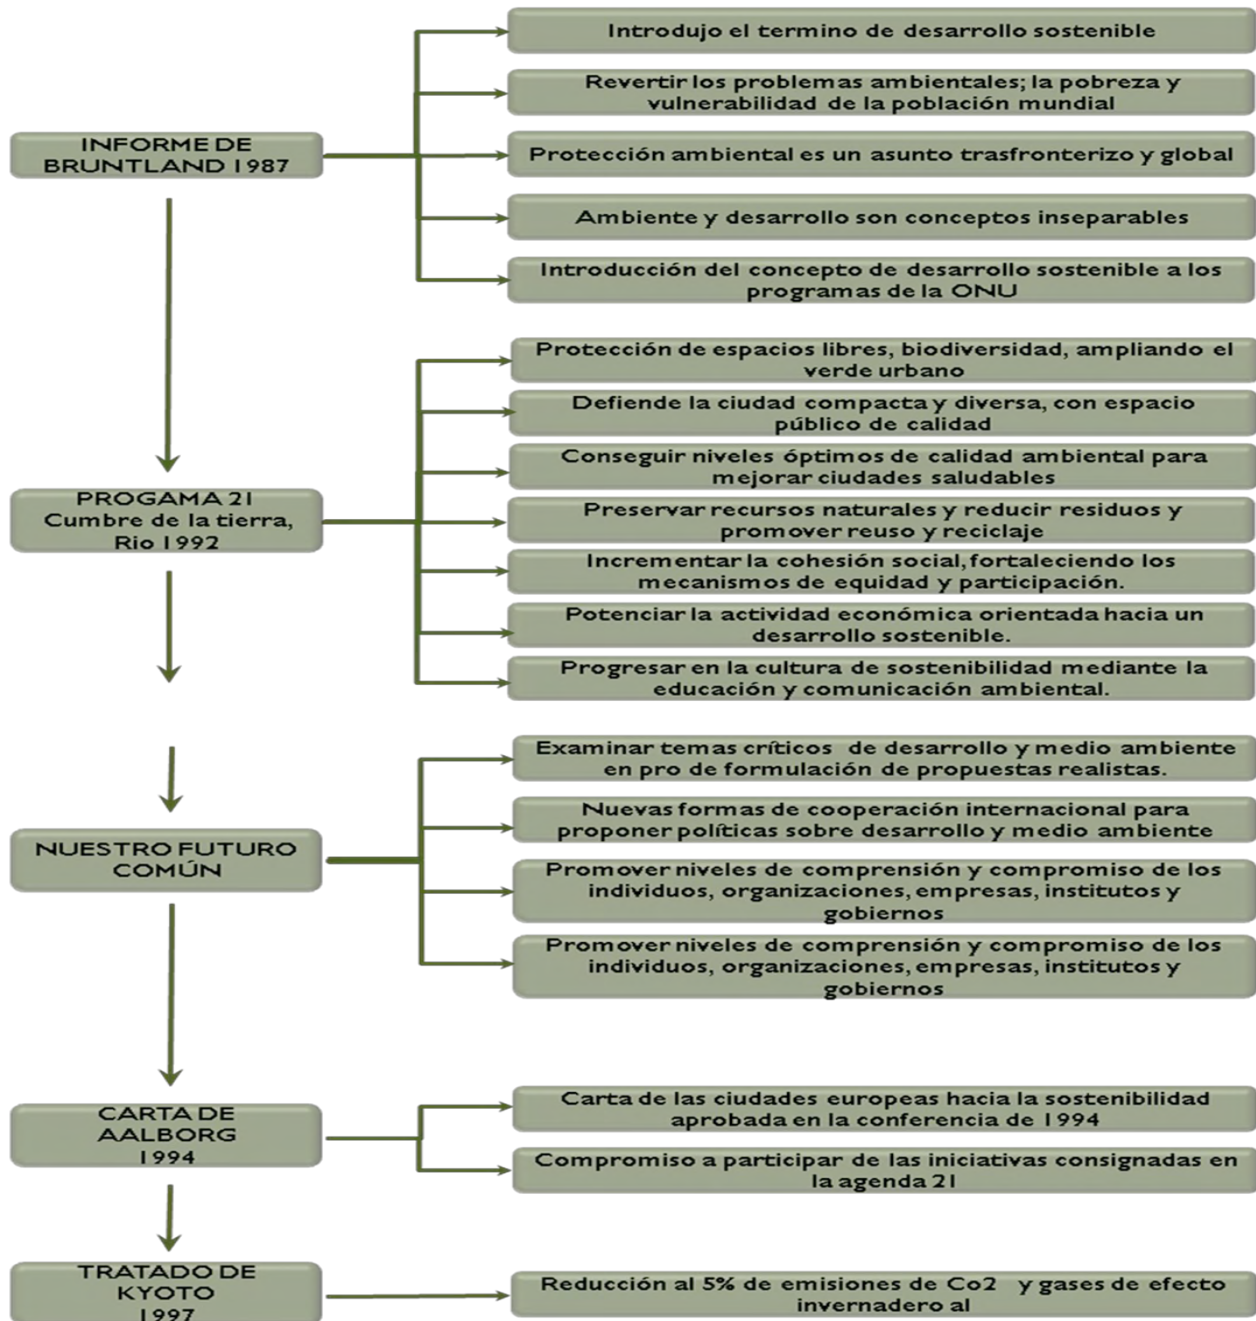 INFORME DE
BRUNTLAND 1987
Introdujo el termino de desarrollo sostenible
Revertir los problemas ambientales; la pobreza y
vulnerabilidad de la población mundial
Protección ambiental es un asunto trasfronterizo y global
Ambiente y desarrollo son conceptos inseparables
Introducción del concepto de desarrollo sostenible a los
programas de la ONU
PROGAMA 21
Cumbre de la tierra,
Rio 1992
Protección de espacios libres, biodiversidad, ampliando el
verde urbano
Defiende la ciudad compacta y diversa, con espacio
público de calidad
Conseguir niveles óptimos de calidad ambiental para
mejorar ciudades saludables
Preservar recursos naturales y reducir residuos y
promover reuso y reciclaje
Incrementar la cohesión social, fortaleciendo los
mecanismos de equidad y participación.
Potenciar la actividad económica orientada hacia un
desarrollo sostenible.
Progresar en la cultura de sostenibilidad mediante la
educación y comunicación ambiental.
NUESTRO FUTURO
COMÚN
Examinar temas críticos de desarrollo y medio ambiente
en pro de formulación de propuestas realistas.
Nuevas formas de cooperación internacional para
proponer políticas sobre desarrollo y medio ambiente
Promover niveles de comprensión y compromiso de los
individuos, organizaciones, empresas, institutos y
gobiernos
Promover niveles de comprensión y compromiso de los
individuos, organizaciones, empresas, institutos y
gobiernos
CARTA DE
AALBORG
1994
Carta de las ciudades europeas hacia la sostenibilidad
aprobada en la conferencia de 1994
Compromiso a participar de las iniciativas consignadas en
la agenda 21
TRATADO DE
KYOTO
1997
Reducción al 5% de emisiones de Co2 y gases de efecto
invernadero al